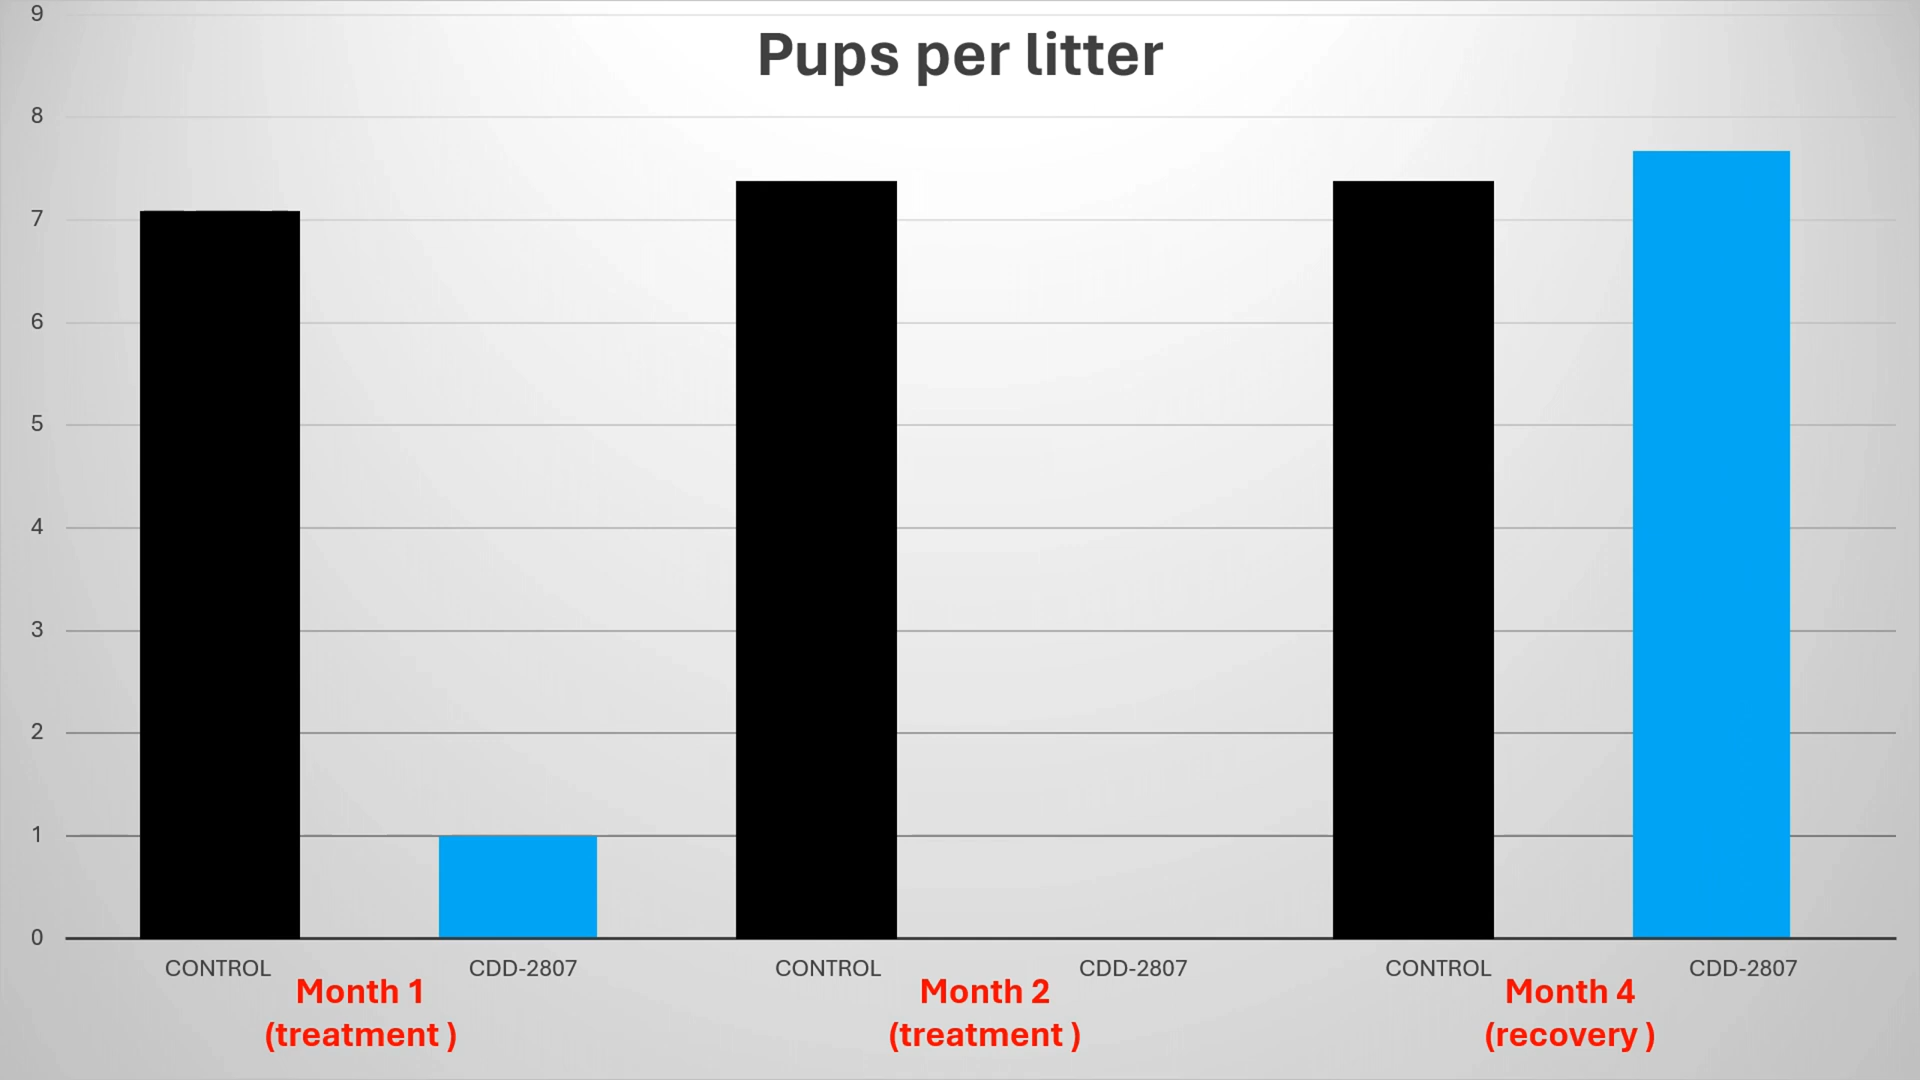 Pups per litter
9
8
7
6
5
4
3
2
1
0
CONTROL CDD-2807 CONTROL CDD-2807 CONTROL CDD-2807
Month 1 Month 2 Month 4
(treatment ) (treatment ) (recovery )